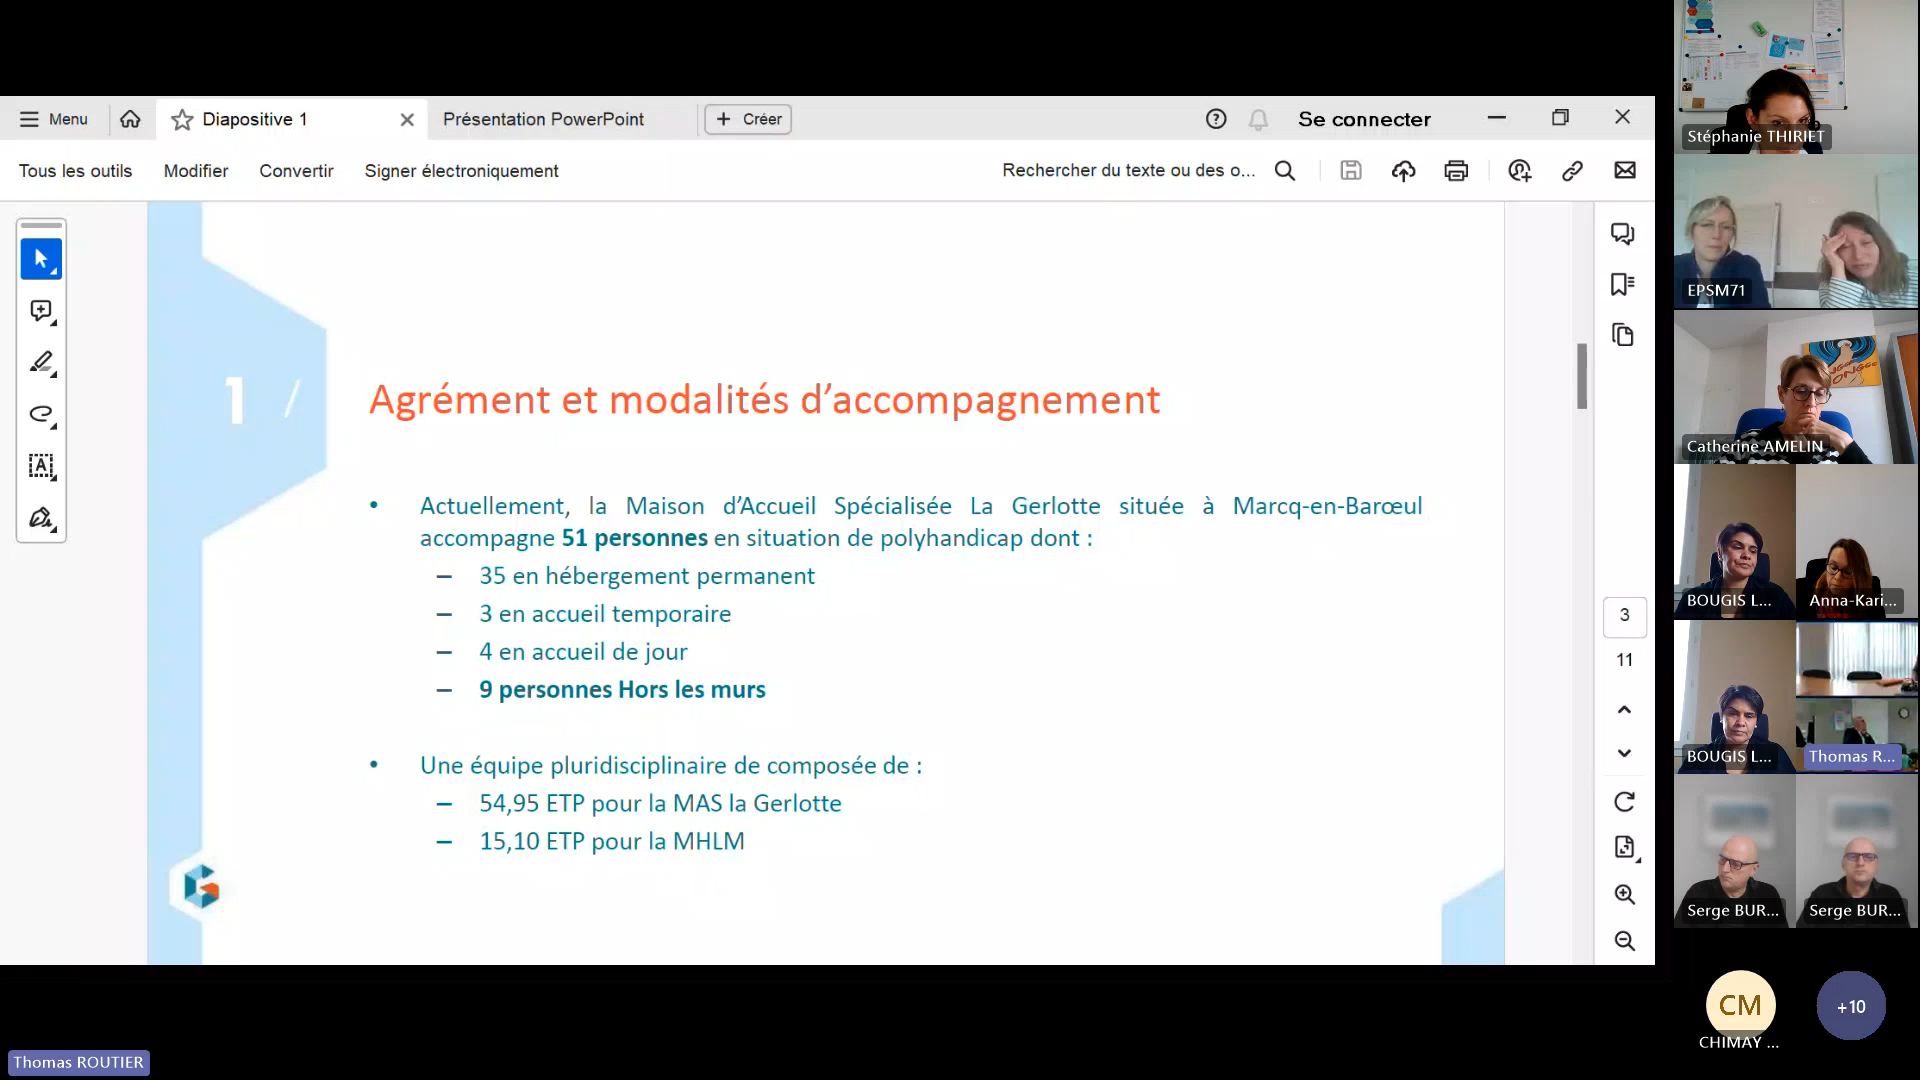 Menu
Diapositive 1
Présentation PowerPoint
Créer
Se connecter
Tous les outils
Modifier
Convertir
Signer électroniquement
Rechercher du texte ou des o...
1 /
Agrément et modalités d’accompagnement
• Actuellement, la Maison d’Accueil Spécialisée La Gerlotte située à Marcq-en-Barœul
accompagne 51 personnes en situation de polyhandicap dont :
– 35 en hébergement permanent
– 3 en accueil temporaire
– 4 en accueil de jour
– 9 personnes Hors les murs
• Une équipe pluridisciplinaire de composée de :
– 54,95 ETP pour la MAS la Gerlotte
– 15,10 ETP pour la MHLM
3
11
Stéphanie THIRIET
EPSM71
Catherine AMELIN
BOUGIS L...
Anna-Kari...
BOUGIS L...
Thomas R...
Serge BUR...
Serge BUR...
CM
+10
CHIMAY ...
Thomas ROUTIER